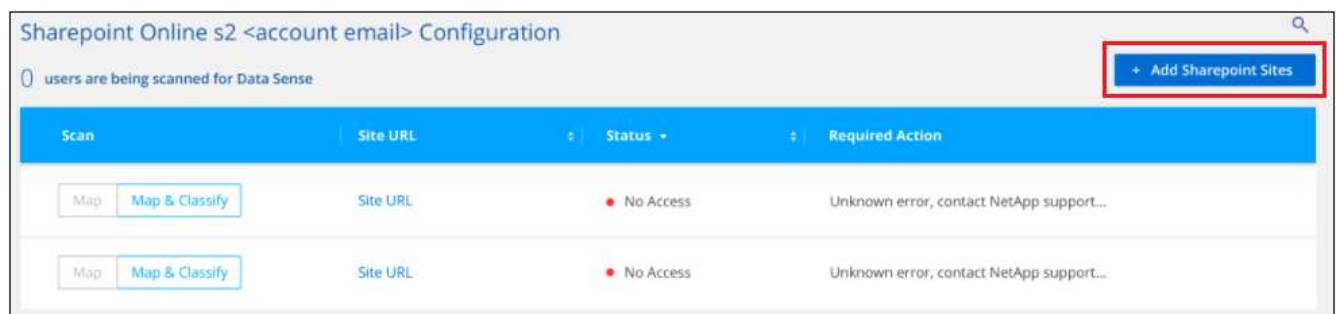 Sharepoint Online s2 <account email> Configuration
0 users are being scanned for Data Sense
+ Add Sharepoint Sites
Scan Site URL Status Required Action
Map Map & Classify Site URL No Access Unknown error, contact NetApp support...
Map Map & Classify Site URL No Access Unknown error, contact NetApp support...